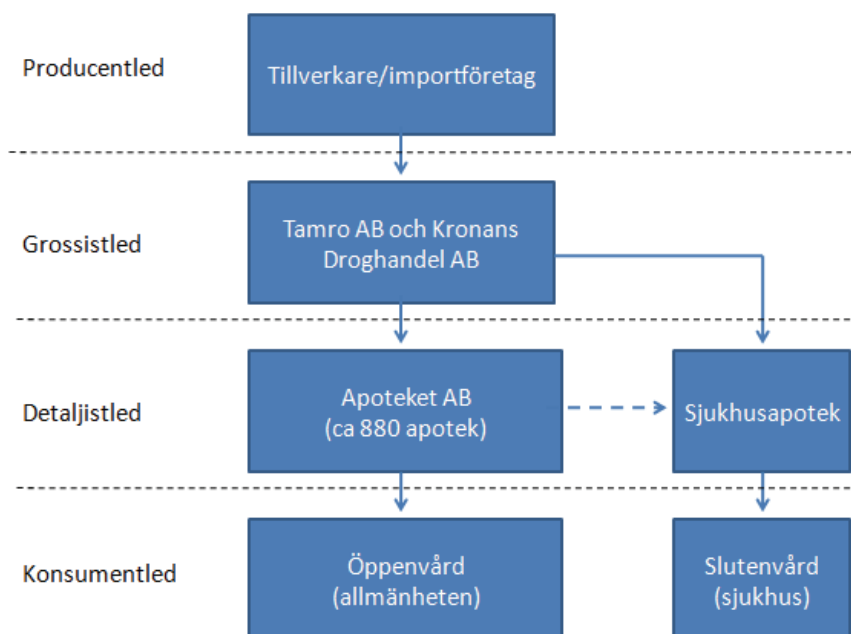 Producentled
Tillverkare/importföretag
Grossistled
Tamro AB och Kronans
Droghandel AB
Detaljistled
Apoteket AB
(ca 880 apotek)
Sjukhusapotek
Konsumentled
Öppenvård
(allmänheten)
Slutenvård
(sjukhus)